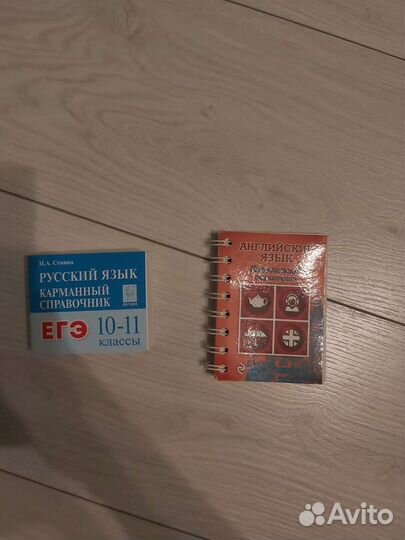 Н.А. Сенина
РУССКИЙ ЯЗЫК
КАРМАННЫЙ
СПРАВОЧНИК
ЕГЭ 10-11
классы
АНГЛИЙСКИЙ
ЯЗЫК
Avito